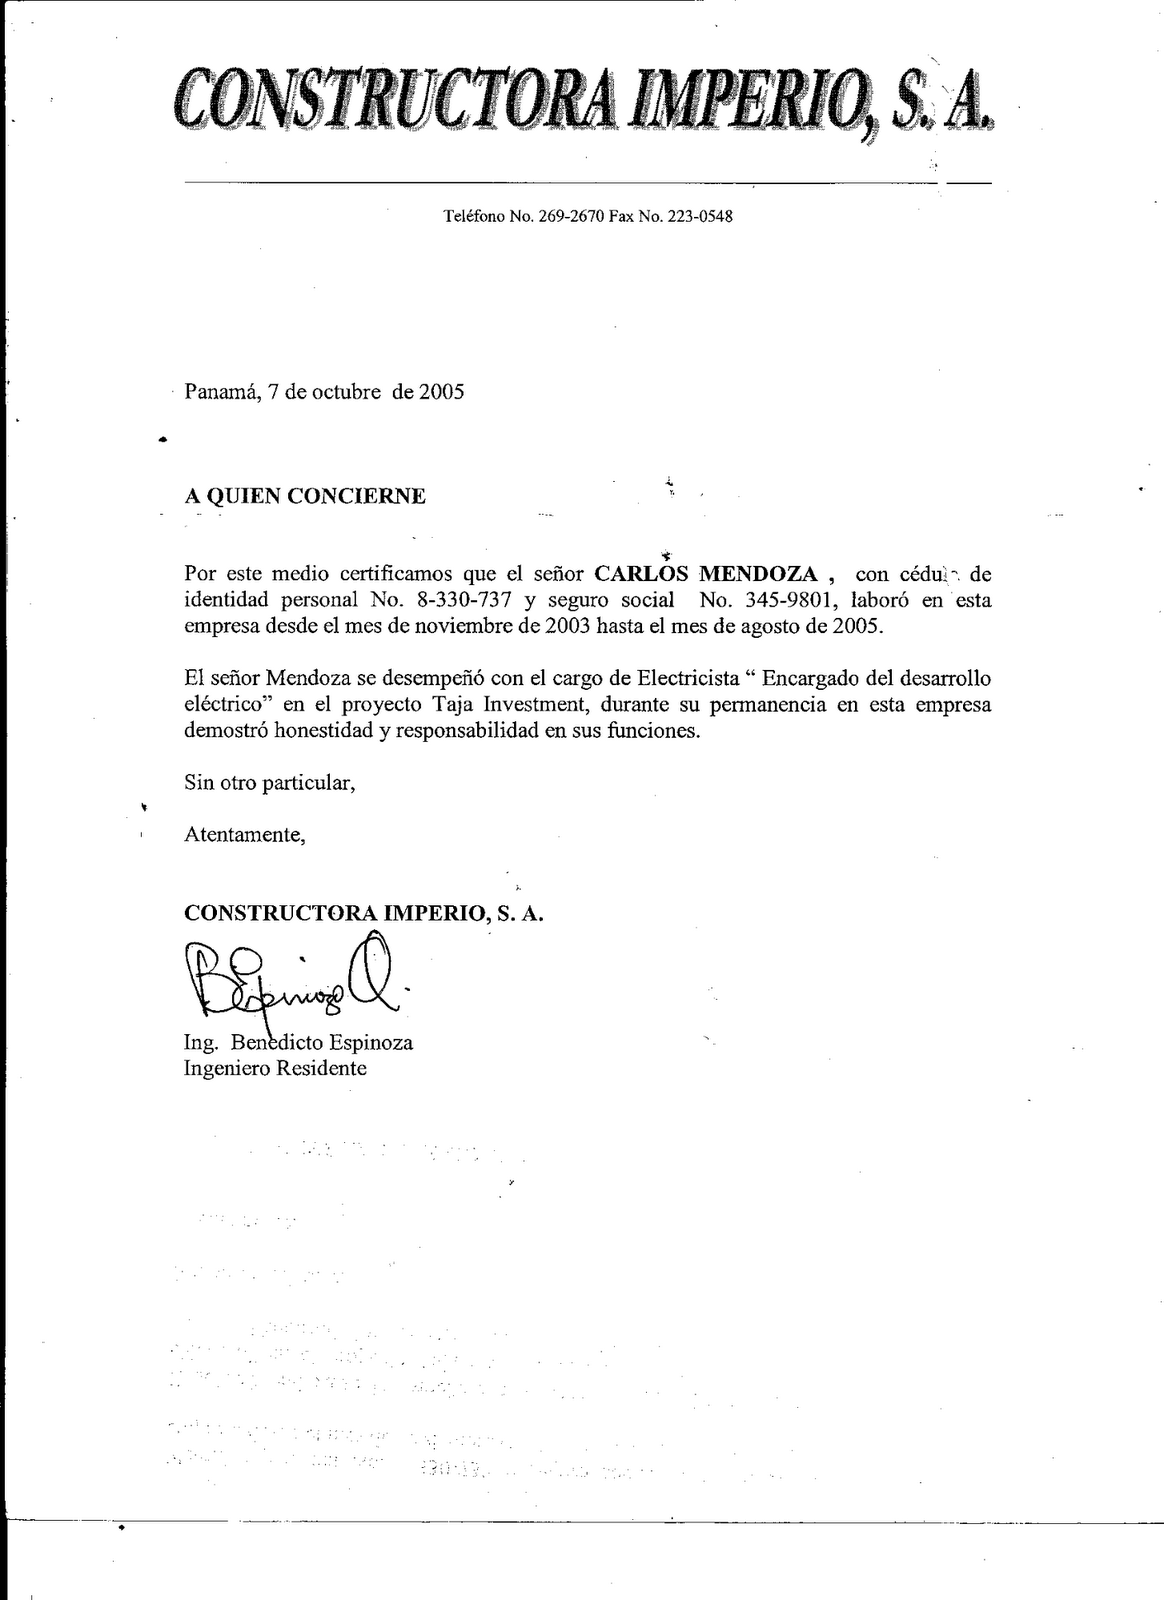 CONSTRUCTORA IMPERIO, S. A.
Teléfono No. 269-2670 Fax No. 223-0548
Panamá, 7 de octubre de 2005
A QUIEN CONCIERNE
Por este medio certificamos que el señor CARLOS MENDOZA , con cédu de
identidad personal No. 8-330-737 y seguro social No. 345-9801, laboró en esta
empresa desde el mes de noviembre de 2003 hasta el mes de agosto de 2005.
El señor Mendoza se desempeñó con el cargo de Electricista “ Encargado del desarrollo
eléctrico” en el proyecto Taja Investment, durante su permanencia en esta empresa
demostró honestidad y responsabilidad en sus funciones.
Sin otro particular,
Atentamente,
CONSTRUCTORA IMPERIO, S. A.
BEspinoza Q.
Ing. Benedicto Espinoza
Ingeniero Residente